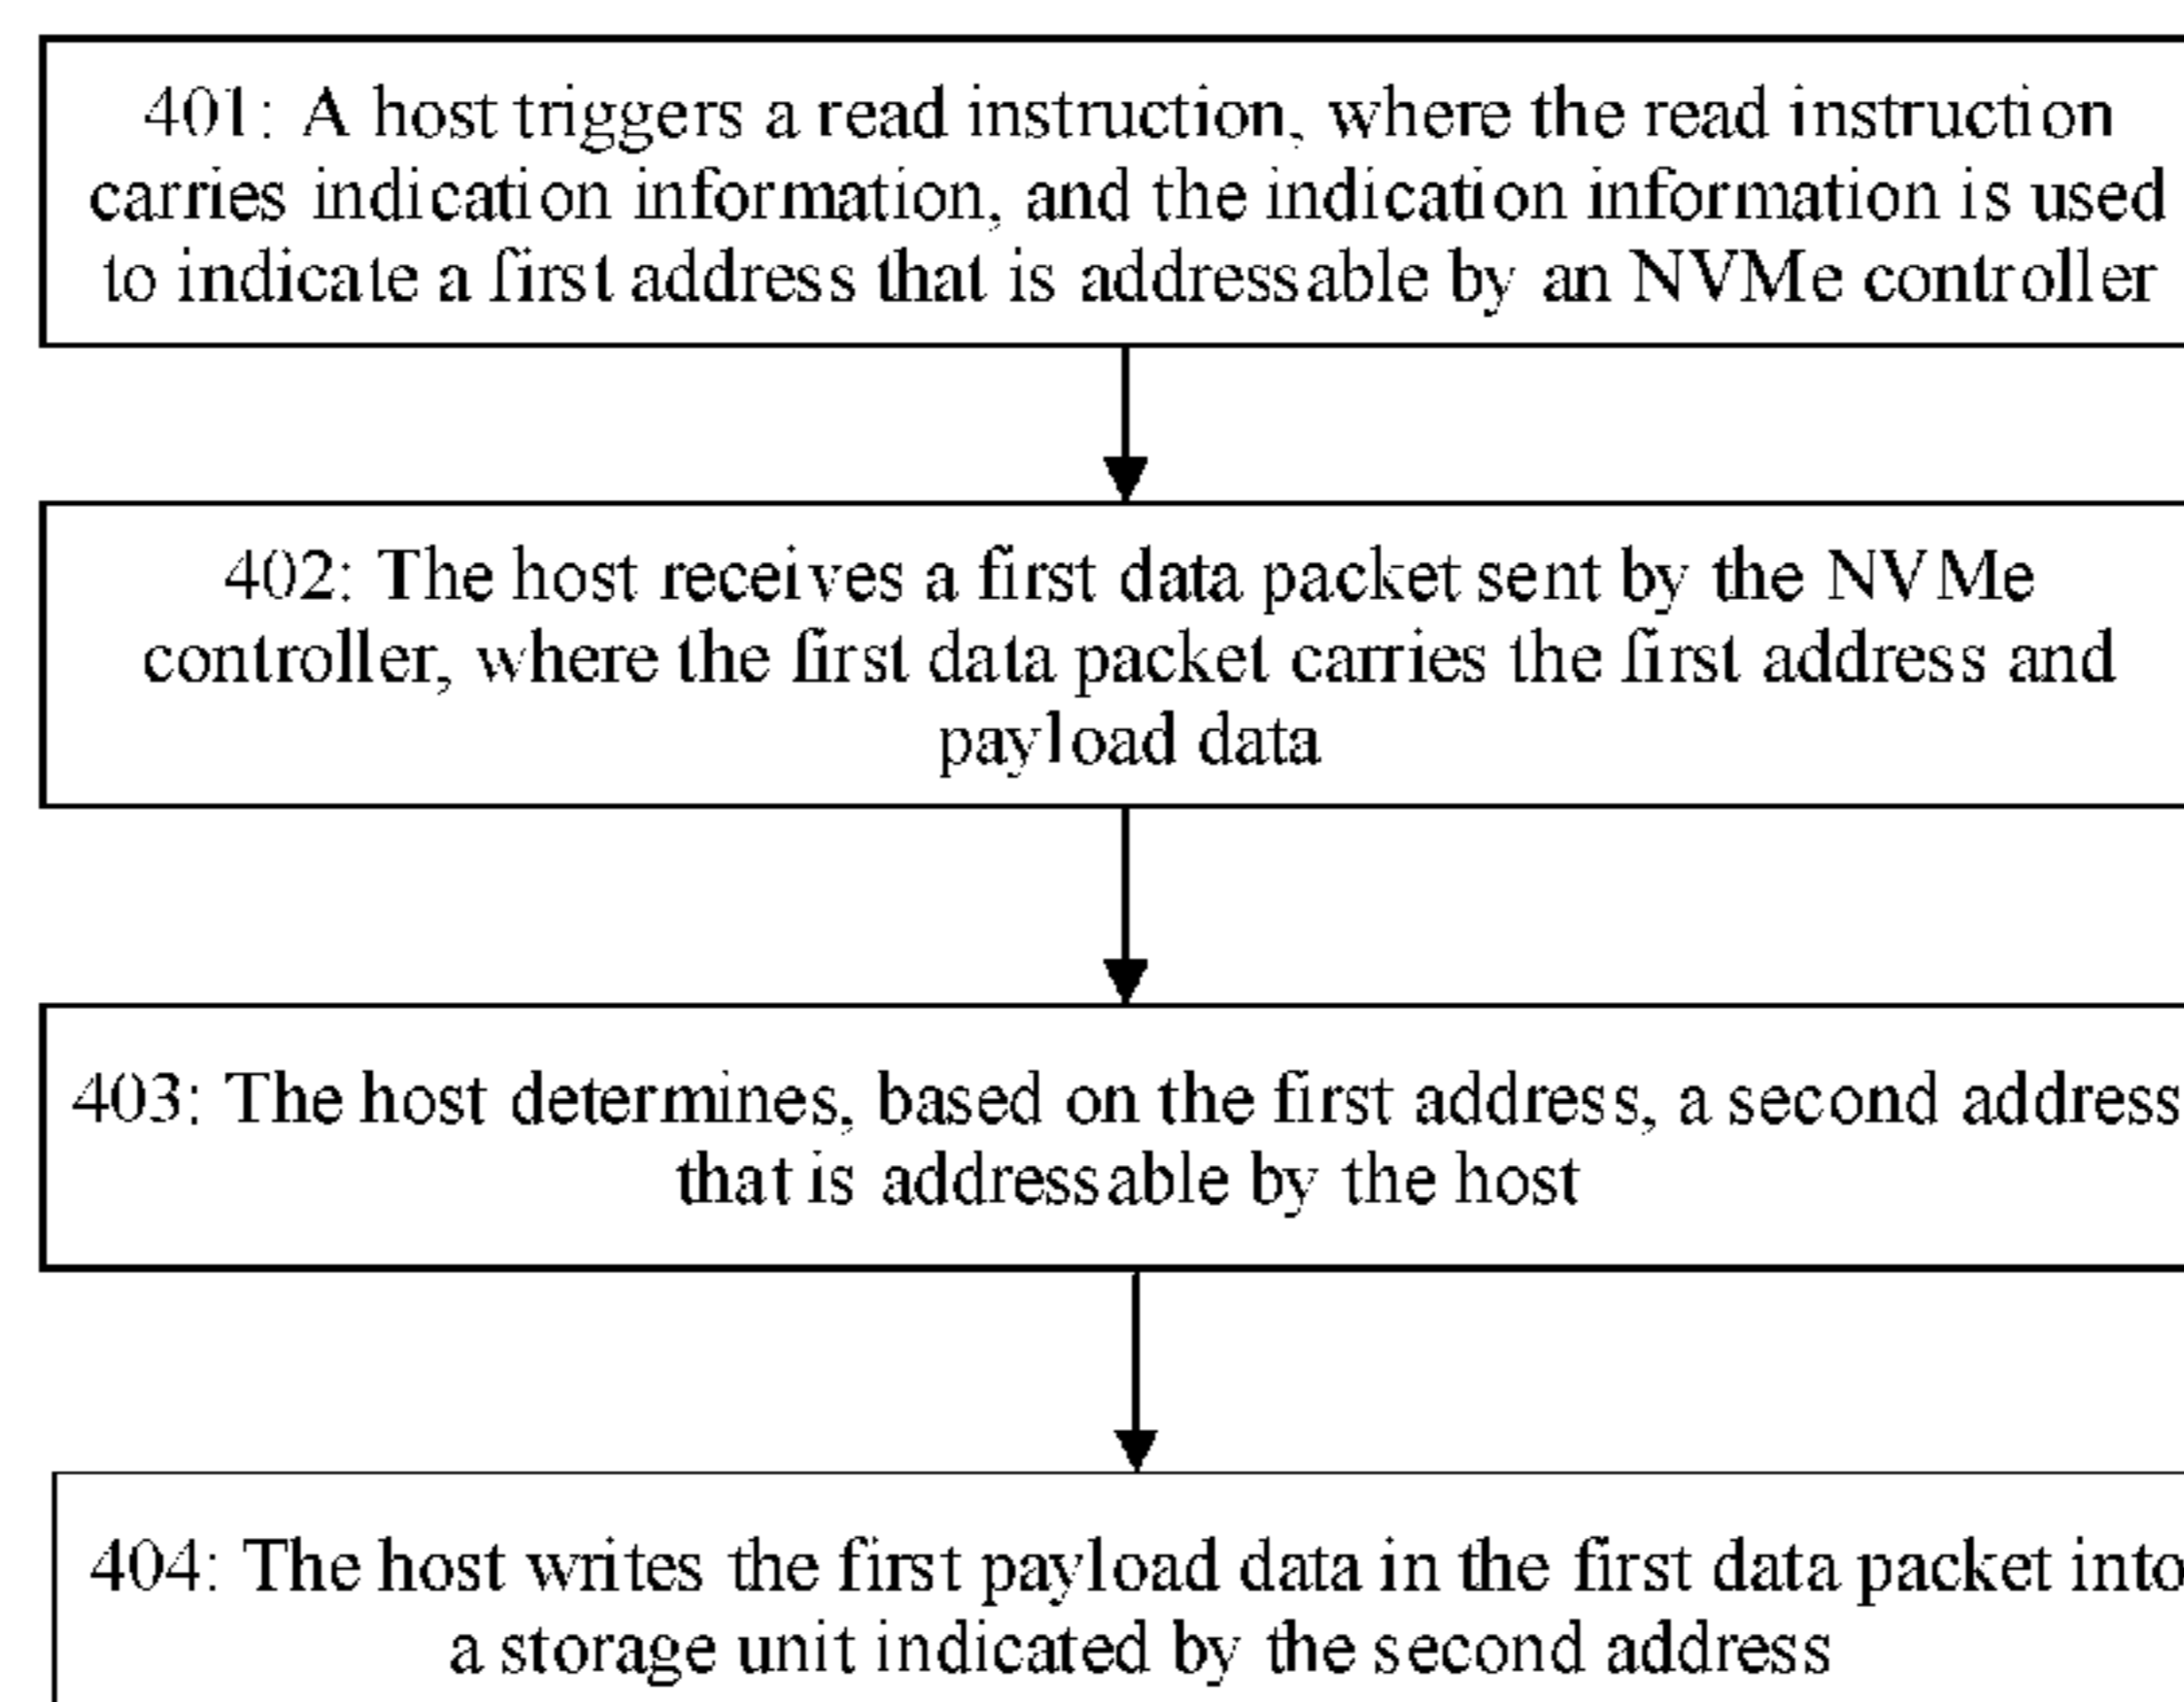 401: A host triggers a read instruction, where the read instruction
carries indication information, and the indication information is used
to indicate a first address that is addressable by an NVMe controller
402: The host receives a first data packet sent by the NVMe
controller, where the first data packet carries the first address and
payload data
403: The host determines, based on the first address, a second address
that is addressable by the host
404: The host writes the first payload data in the first data packet into
a storage unit indicated by the second address